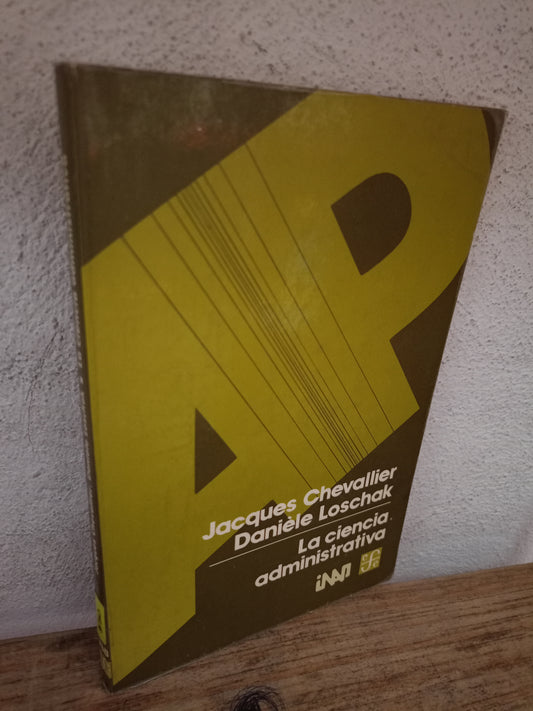 AP
Jacques Chevallier
Danièle Loschak
La ciencia
administrativa
inap